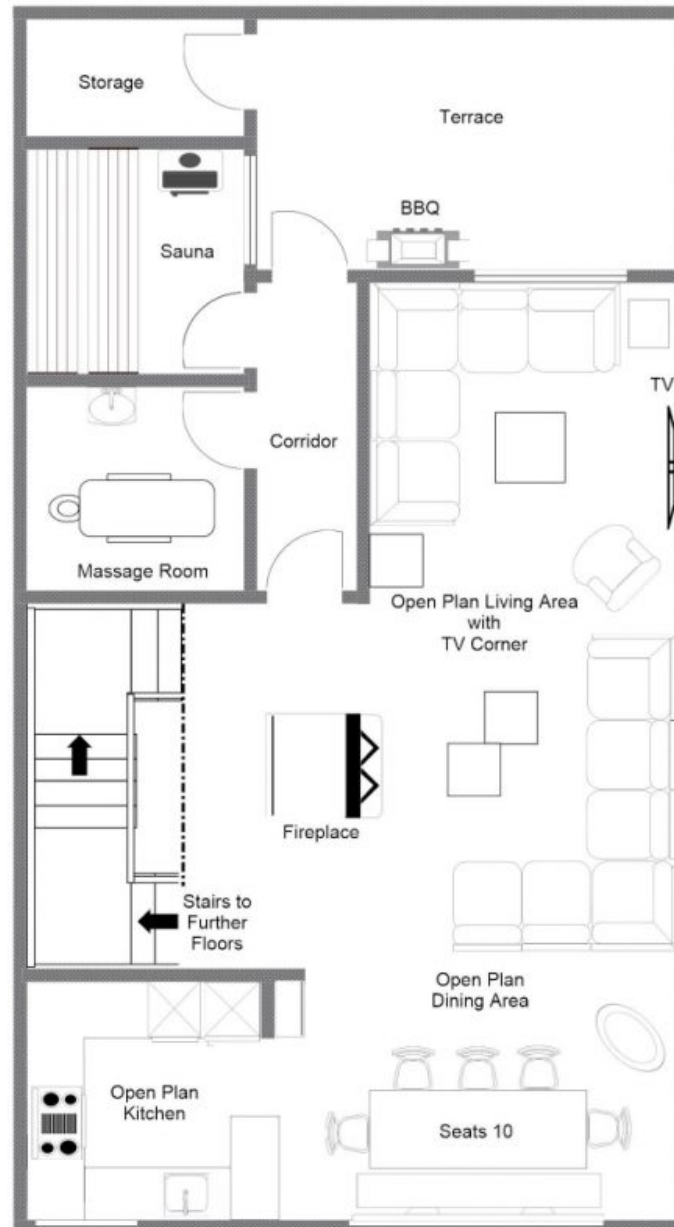 Storage
Terrace
BBQ
Sauna
TV
Corridor
Massage Room
Open Plan Living Area
with
TV Corner
Fireplace
Stairs to
Further
Floors
Open Plan
Dining Area
Open Plan
Kitchen
Seats 10